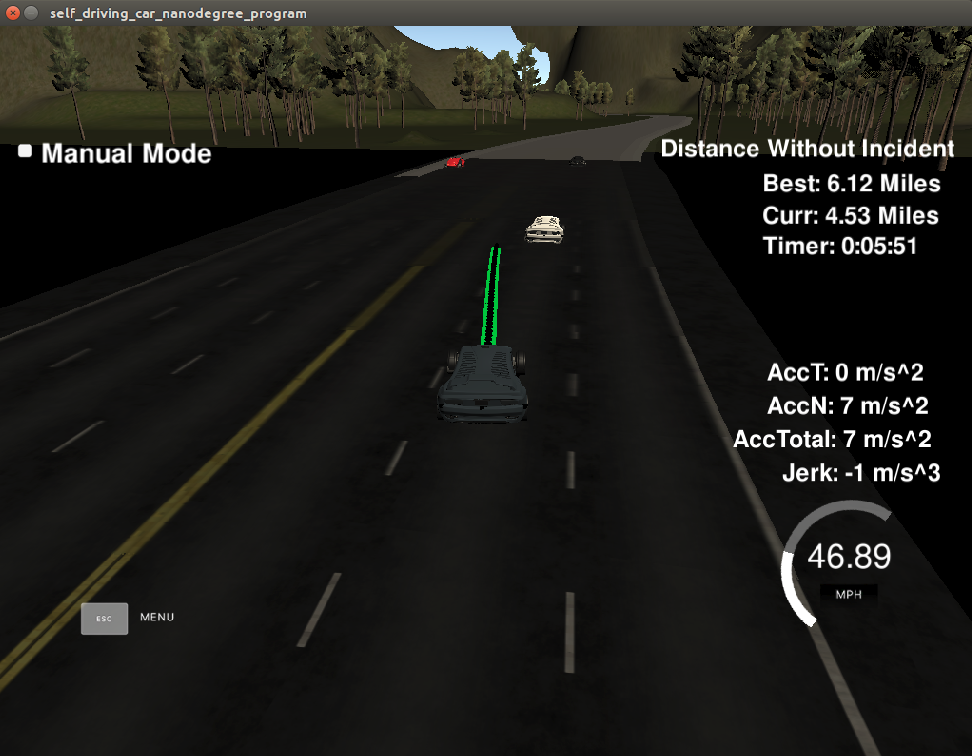 self_driving_car_nanodegree_program
Manual Mode
Distance Without Incident
Best: 6.12 Miles
Curr: 4.53 Miles
Timer: 0:05:51
AccT: 0 m/s^2
AccN: 7 m/s^2
AccTotal: 7 m/s^2
Jerk: -1 m/s^3
46.89
MPH
ESC MENU